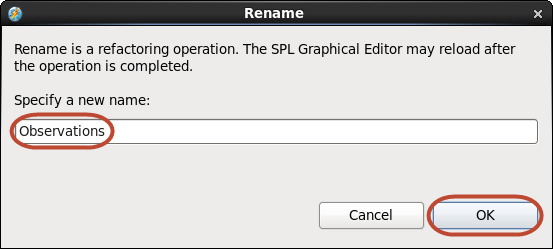 Rename
Rename is a refactoring operation. The SPL Graphical Editor may reload after
the operation is completed.
Specify a new name:
Observations
Cancel
OK